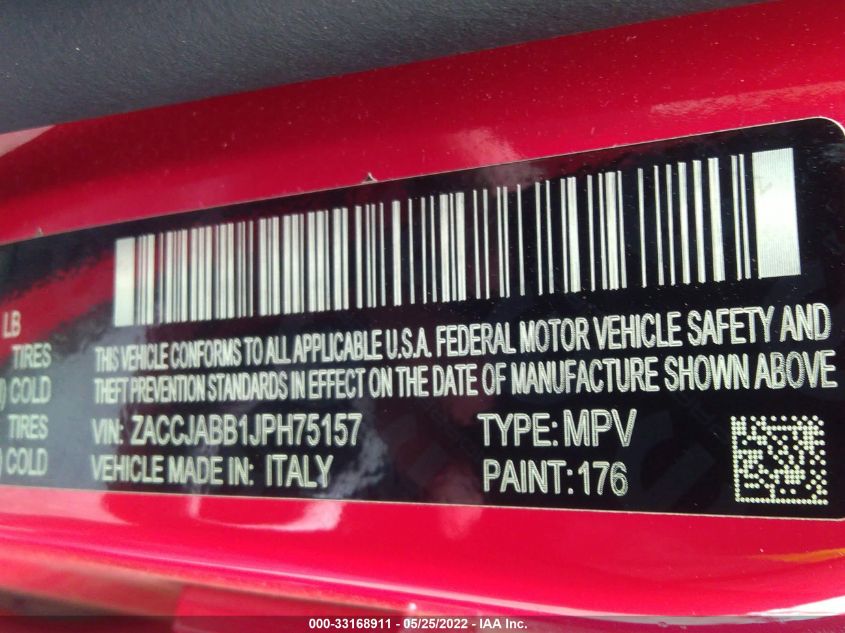 LB
TIRES
) COLD
TIRES
) COLD
THIS VEHICLE CONFORMS TO ALL APPLICABLE U.S.A. FEDERAL MOTOR VEHICLE SAFETY AND
THEFT PREVENTION STANDARDS IN EFFECT ON THE DATE OF MANUFACTURE SHOWN ABOVE
VIN: ZACCJABB1JPH75157 TYPE: MPV
VEHICLE MADE IN: ITALY PAINT: 176
000-33168911 - 05/25/2022 - IAA Inc.